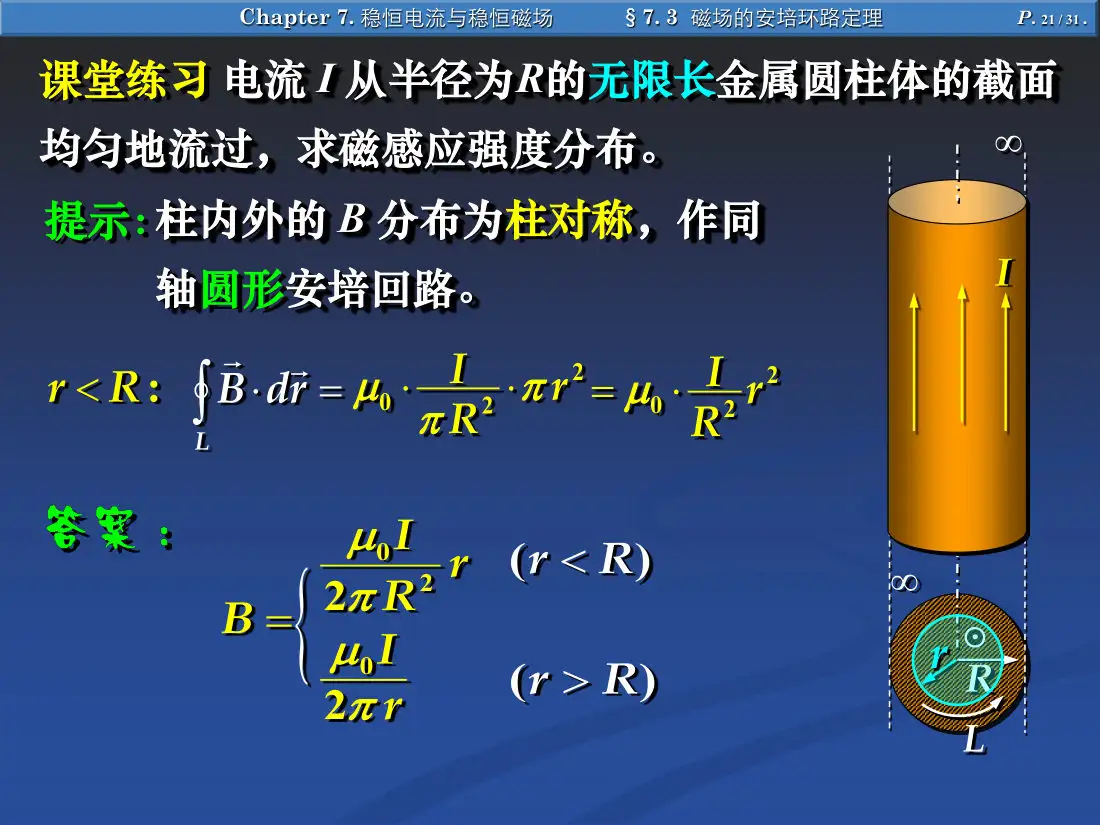 Chapter 7. 稳恒电流与稳恒磁场 §7.3 磁场的安培环路定理 P. 21 / 31 .
课堂练习 电流 I 从半径为R的无限长金属圆柱体的截面
均匀地流过，求磁感应强度分布。
提示: 柱内外的 B 分布为柱对称，作同
轴圆形安培回路。
r < R : ∮_L B⃗ · dr⃗ = μ₀ · I/(πR²) · πr² = μ₀ · I/R² r²
答案：
B = { μ₀I/(2πR²) r (r < R)
μ₀I/(2πr) (r > R)
∞
I
∞
⊙
r
R
L